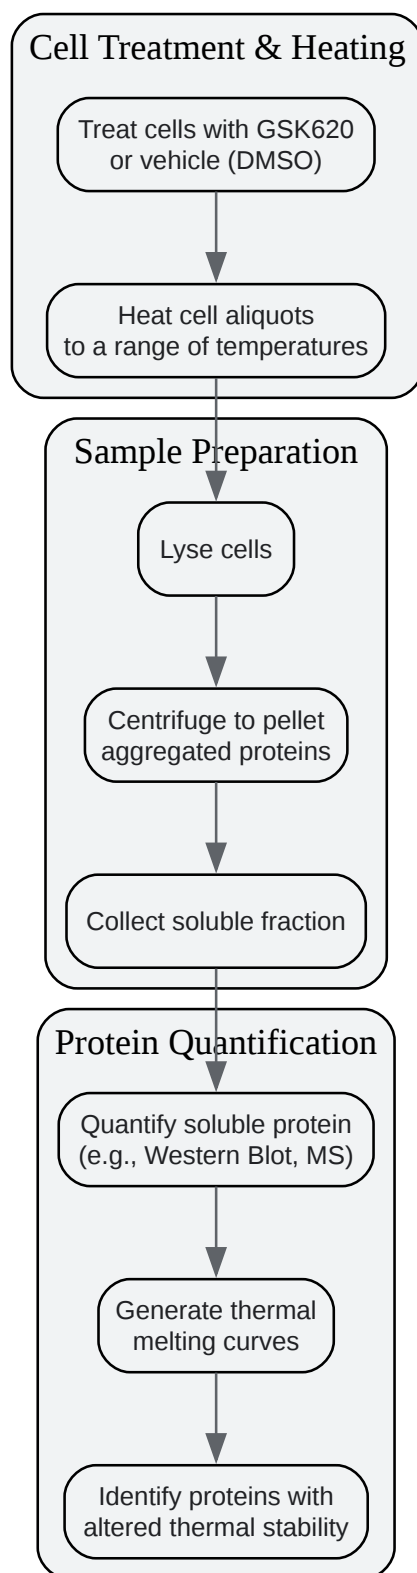 Cell Treatment & Heating
Treat cells with GSK620
or vehicle (DMSO)
Heat cell aliquots
to a range of temperatures
Sample Preparation
Lyse cells
Centrifuge to pellet
aggregated proteins
Collect soluble fraction
Protein Quantification
Quantify soluble protein
(e.g., Western Blot, MS)
Generate thermal
melting curves
Identify proteins with
altered thermal stability